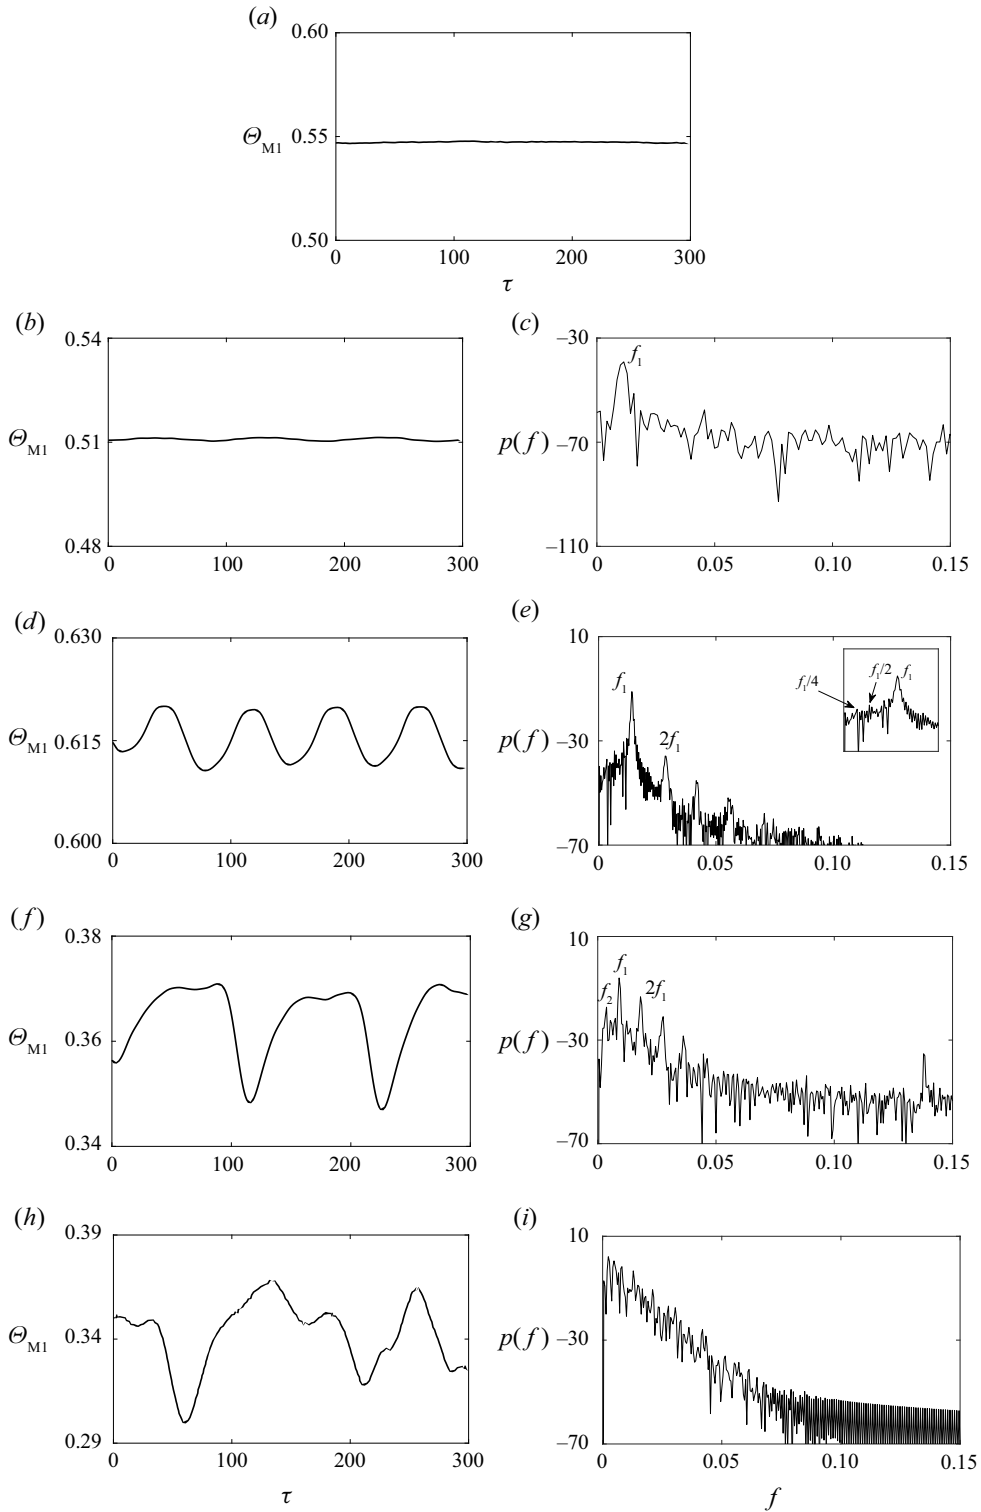 (a)
0.60
Θ_M1 0.55
0.50
0 100 200 300
τ
(b) (c)
0.54 –30
f_1
Θ_M1 0.51 p(f) –70
0.48 –110
0 100 200 300 0 0.05 0.10 0.15
(d) (e)
0.630 10
f_1/4 f_1/2 f_1
f_1
2f_1
Θ_M1 0.615 p(f) –30
0.600 –70
0 100 200 300 0 0.05 0.10 0.15
(f) (g)
0.38 10
f_1
f_2 2f_1
Θ_M1 0.36 p(f) –30
0.34 –70
0 100 200 300 0 0.05 0.10 0.15
(h) (i)
0.39 10
Θ_M1 0.34 p(f) –30
0.29 –70
0 100 200 300 0 0.05 0.10 0.15
τ f